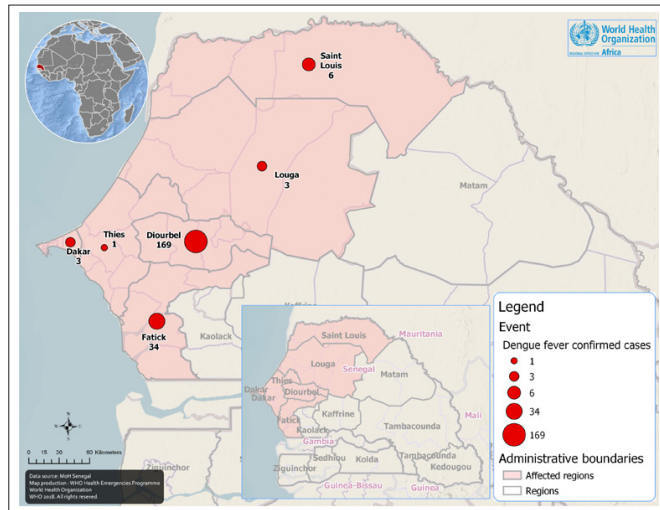 World Health
Organization
REGIONAL OFFICE FOR Africa
Saint
Louis
6
Louga
3
Matam
Thies
1
Diourbel
169
Dakar
3
Fatick
34
Kaolack
Kaffrine
Ziguinchor
Saint Louis
Mauritania
Louga
Senegal
Matam
Thies
Dakar
Dakar
Diourbel
Fatick
Kaffrine
Kaolack
Tambacounda
Mali
Gambia
Ziguinchor
Sedhiou
Kolda
Tambacounda
Kedougou
Guinea-Bissau
Guinea
Legend
Event
Dengue fever confirmed cases
1
3
6
34
169
Administrative boundaries
Affected regions
Regions
N
0 15 30 60 Kilometers
Data source: MoH Senegal
Map production : WHO Health Emergencies Programme
World Health Organization
WHO 2018. All rights reserved.